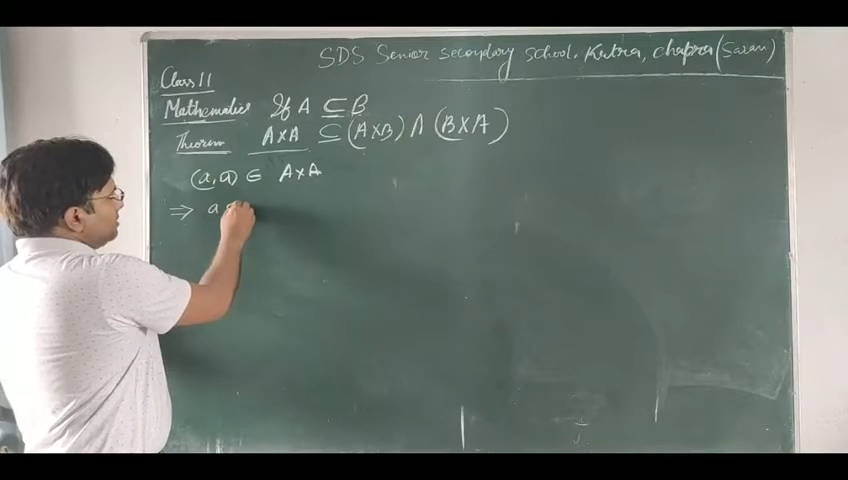 SDS Senior secondary school, Kutra, chapra (Saran)
Class 11
Mathematics If A ⊆ B
Theorem A×A ⊆ (A×B) ∩ (B×A)
(a, a) ∈ A×A
⇒ a